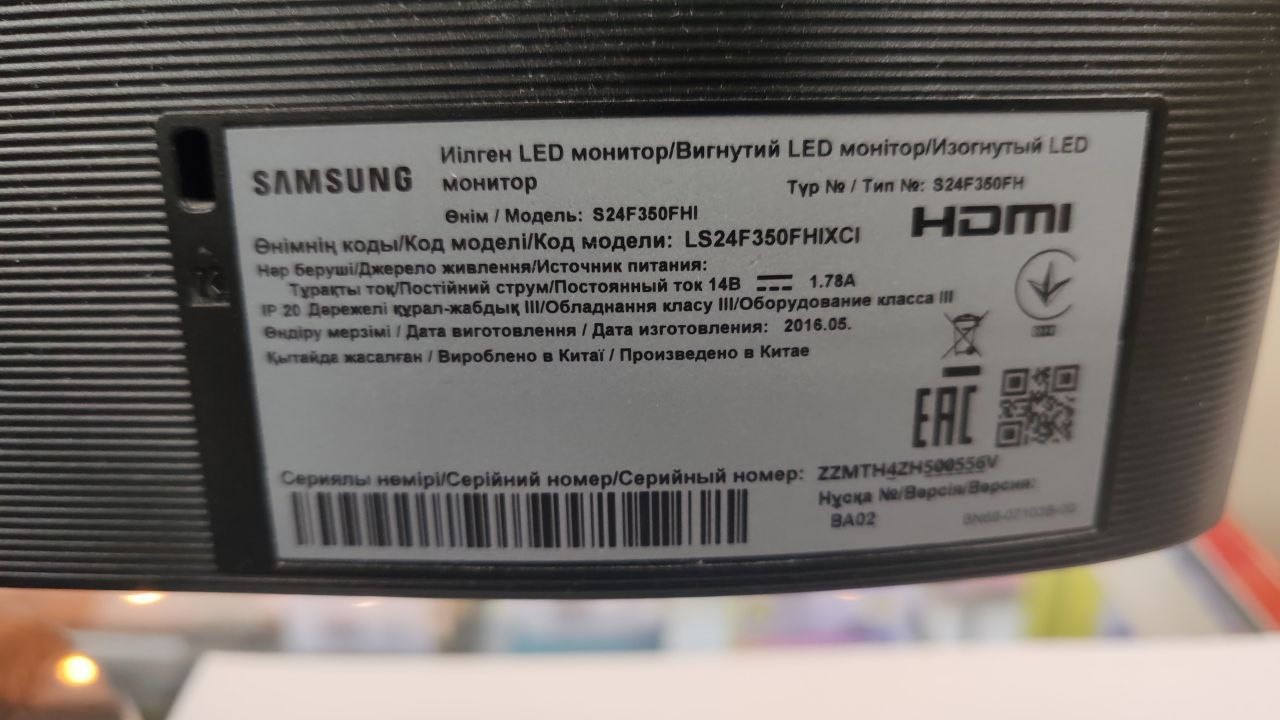 SAMSUNG
Иілген LED монитор/Вигнутий LED монітор/Изогнутый LED
монитор
Түр № / Тип №: S24F350FH
Өнім / Модель: S24F350FHI
HDMI
Өнімнің коды/Код моделі/Код модели: LS24F350FHIXCI
Нәр беруші/Джерело живлення/Источник питания:
Тұрақты ток/Постійний струм/Постоянный ток 14В 1.78A
IP 20 Дәрежелі құрал-жабдық III/Обладнання класу III/Оборудование класса III
Өндіру мерзімі / Дата виготовлення / Дата изготовления: 2016.05.
Қытайда жасалған / Вироблено в Китаї / Произведено в Китае
EAC
Сериялы нөмірі/Серійний номер/Серийный номер: ZZMTH4ZH500556V
Нұсқа №/Версія/Версия:
BA02